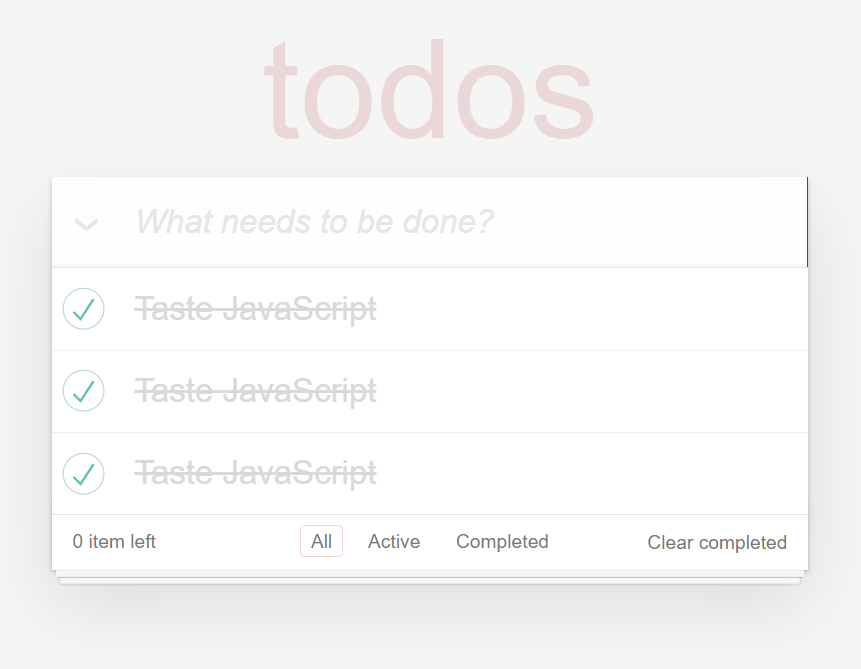 todos
What needs to be done?
Taste JavaScript
Taste JavaScript
Taste JavaScript
0 item left All Active Completed Clear completed